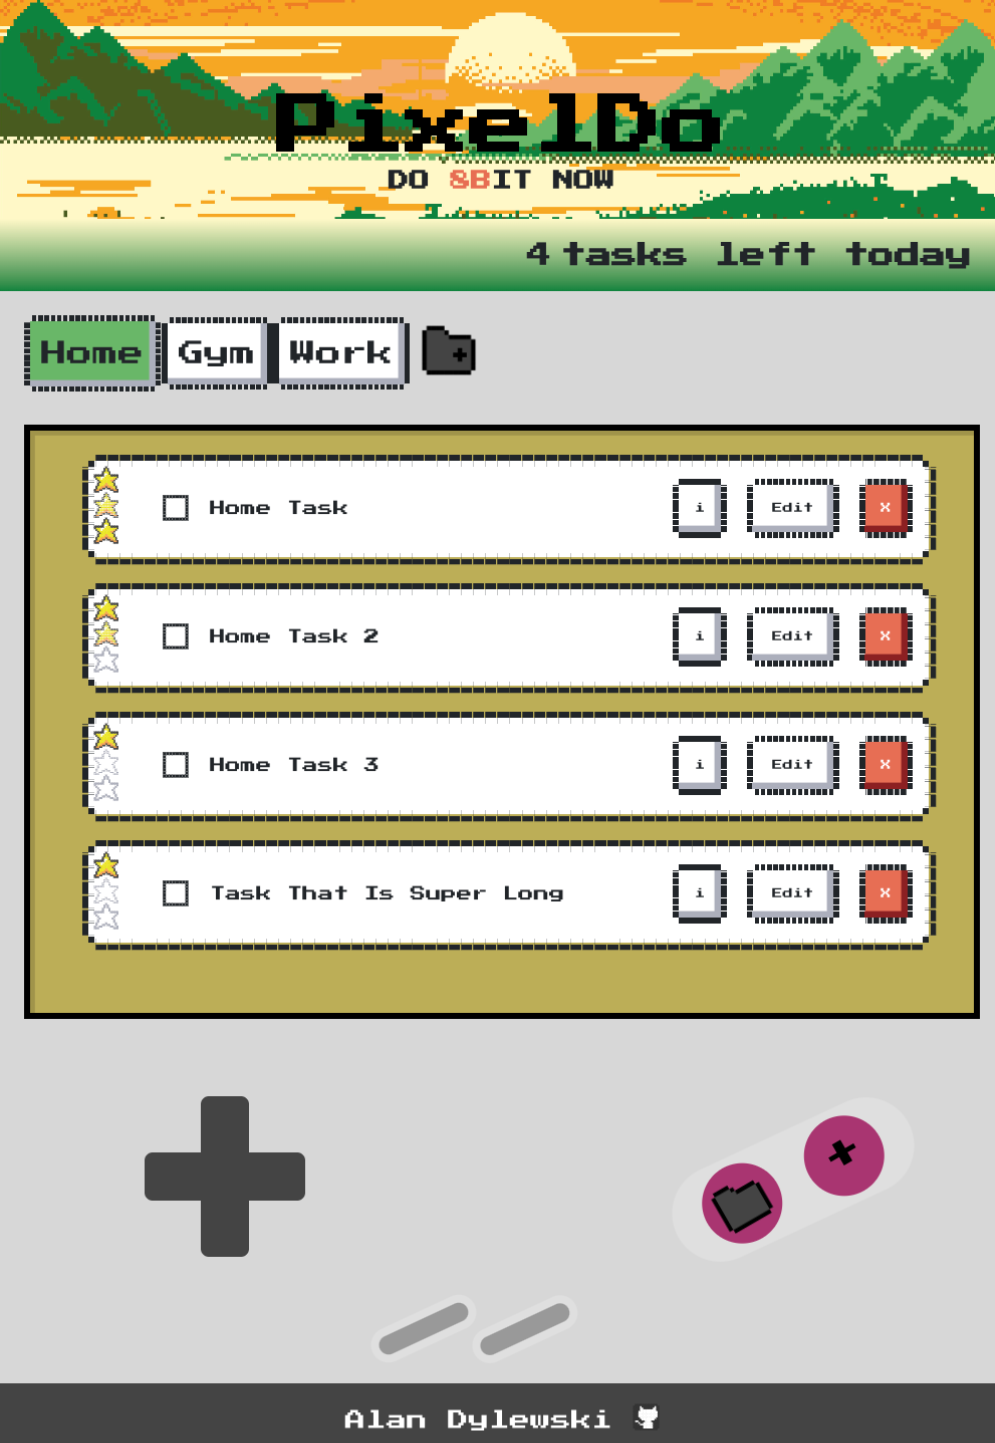 PixelDo
DO 8BIT NOW
4 tasks left today
Home Gym Work
Home Task i Edit X
Home Task 2 i Edit X
Home Task 3 i Edit X
Task That Is Super Long i Edit X
Alan Dylewski